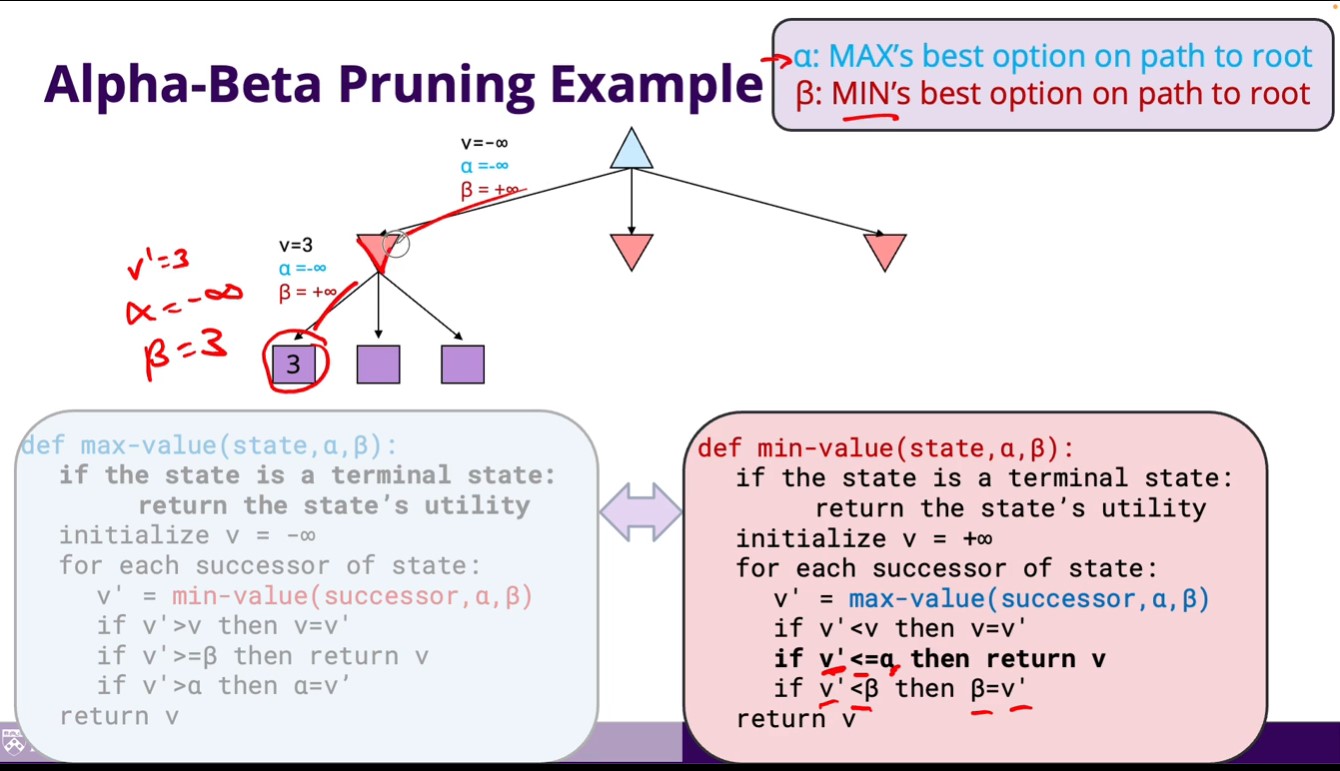 α: MAX's best option on path to root
Alpha-Beta Pruning Example
β: MIN's best option on path to root
v=-∞
α =-∞
β = +∞
v=3
α =-∞
β = +∞
v'=3
α=-∞
β=3
3
def max-value(state,α,β):
if the state is a terminal state:
return the state's utility
initialize v = -∞
for each successor of state:
v' = min-value(successor,α,β)
if v'>v then v=v'
if v'>=β then return v
if v'>α then α=v’
return v
def min-value(state,α,β):
if the state is a terminal state:
return the state's utility
initialize v = +∞
for each successor of state:
v' = max-value(successor,α,β)
if v'<v then v=v'
if v'<=α then return v
if v'<β then β=v'
return v